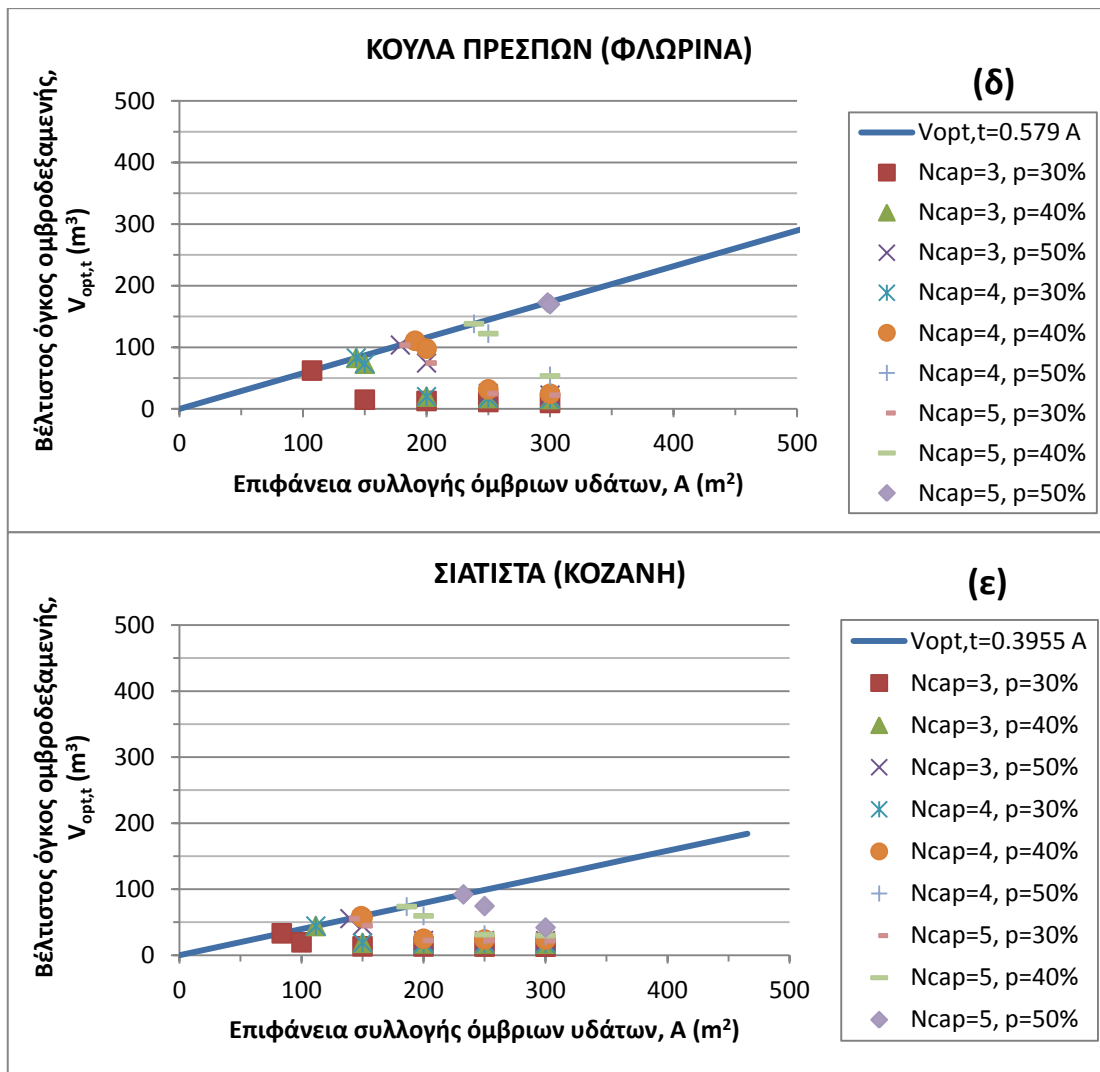 ΚΟΥΛΑ ΠΡΕΣΠΩΝ (ΦΛΩΡΙΝΑ)
(δ)
Βέλτιστος όγκος ομβροδεξαμενής,
Vopt,t (m³)
500
400
300
200
100
0
0 100 200 300 400 500
Επιφάνεια συλλογής όμβριων υδάτων, Α (m²)
Vopt,t=0.579 A
Ncap=3, p=30%
Ncap=3, p=40%
Ncap=3, p=50%
Ncap=4, p=30%
Ncap=4, p=40%
Ncap=4, p=50%
Ncap=5, p=30%
Ncap=5, p=40%
Ncap=5, p=50%
ΣΙΑΤΙΣΤΑ (ΚΟΖΑΝΗ)
(ε)
Βέλτιστος όγκος ομβροδεξαμενής,
Vopt,t (m³)
500
400
300
200
100
0
0 100 200 300 400 500
Επιφάνεια συλλογής όμβριων υδάτων, Α (m²)
Vopt,t=0.3955 A
Ncap=3, p=30%
Ncap=3, p=40%
Ncap=3, p=50%
Ncap=4, p=30%
Ncap=4, p=40%
Ncap=4, p=50%
Ncap=5, p=30%
Ncap=5, p=40%
Ncap=5, p=50%